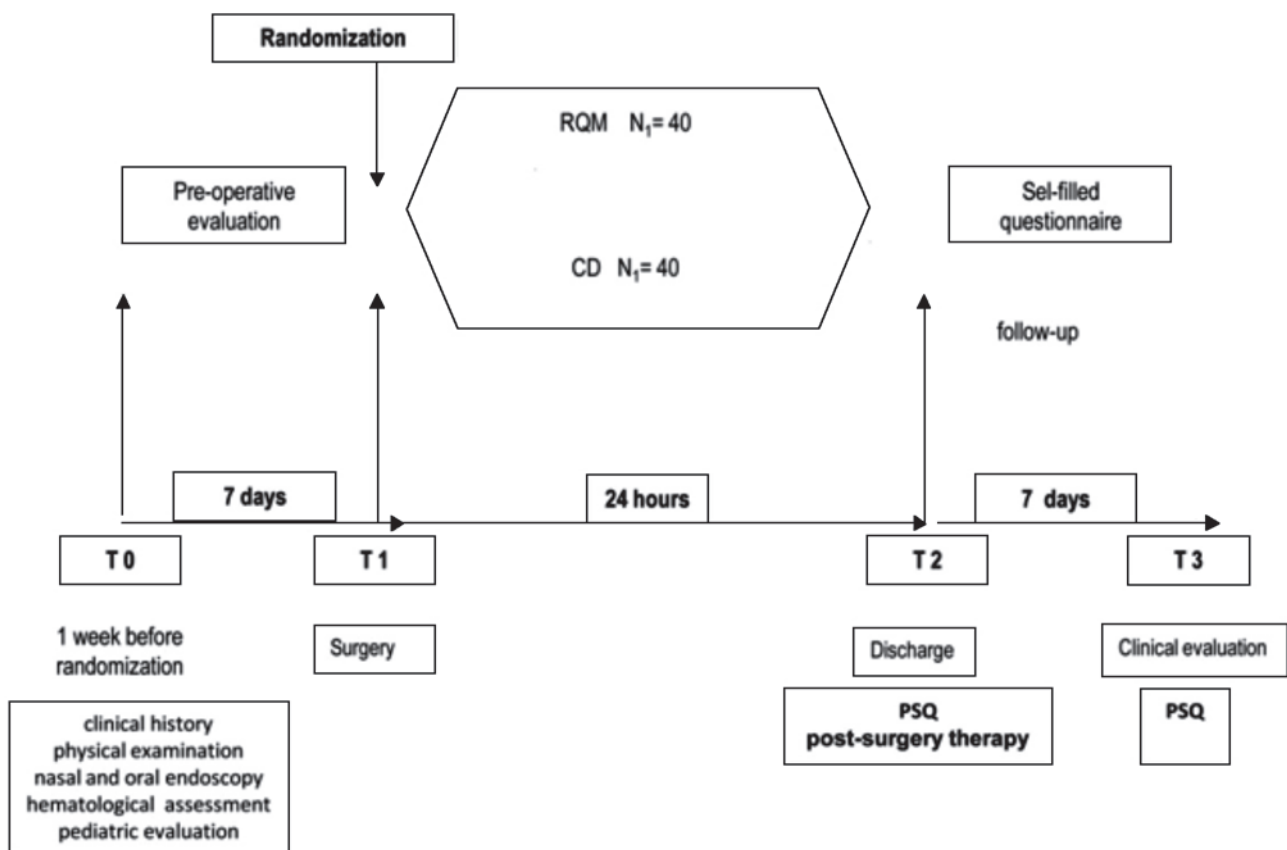 Randomization
RQM N₁= 40
Pre-operative
evaluation
Sel-filled
questionnaire
CD N₁= 40
follow-up
7 days
24 hours
7 days
T 0
T 1
T 2
T 3
1 week before
randomization
Surgery
Discharge
Clinical evaluation
PSQ
post-surgery therapy
PSQ
clinical history
physical examination
nasal and oral endoscopy
hematological assessment
pediatric evaluation